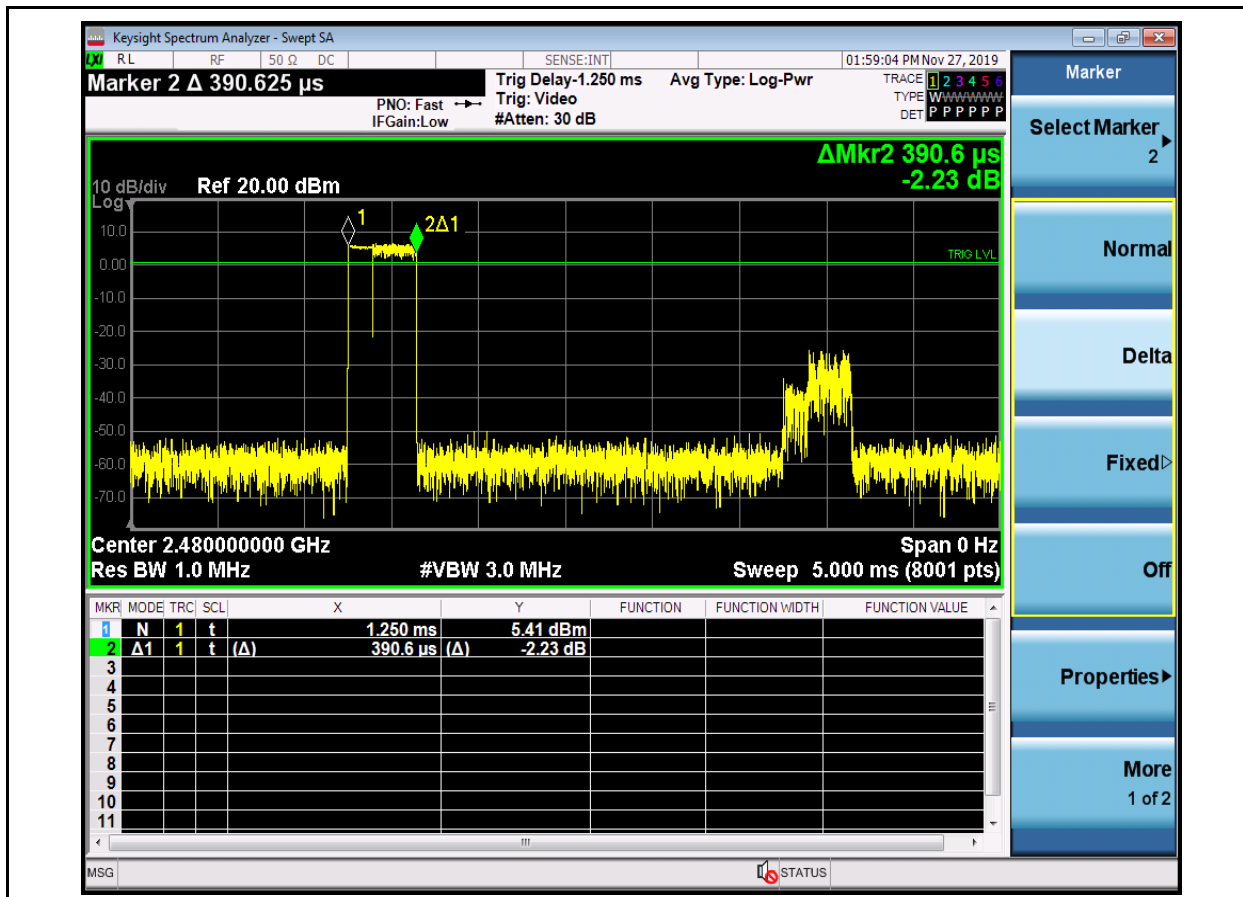 Keysight Spectrum Analyzer - Swept SA
LXI RL RF 50 Ω DC SENSE:INT 01:59:04 PM Nov 27, 2019
Marker 2 Δ 390.625 µs
PNO: Fast
IFGain:Low
Trig Delay-1.250 ms
Trig: Video
#Atten: 30 dB
Avg Type: Log-Pwr
TRACE 1 2 3 4 5 6
TYPE WWWWWW
DET P P P P P P
ΔMkr2 390.6 µs
-2.23 dB
10 dB/div Ref 20.00 dBm
Log
10.0
0.00
-10.0
-20.0
-30.0
-40.0
-50.0
-60.0
-70.0
1
2Δ1
TRIG LVL
Center 2.480000000 GHz Span 0 Hz
Res BW 1.0 MHz #VBW 3.0 MHz Sweep 5.000 ms (8001 pts)
MKR MODE TRC SCL X Y FUNCTION FUNCTION WIDTH FUNCTION VALUE
1 N 1 t 1.250 ms 5.41 dBm
2 Δ1 1 t (Δ) 390.6 µs (Δ) -2.23 dB
3
4
5
6
7
8
9
10
11
MSG STATUS
Marker
Select Marker
2
Normal
Delta
Fixed
Off
Properties
More
1 of 2